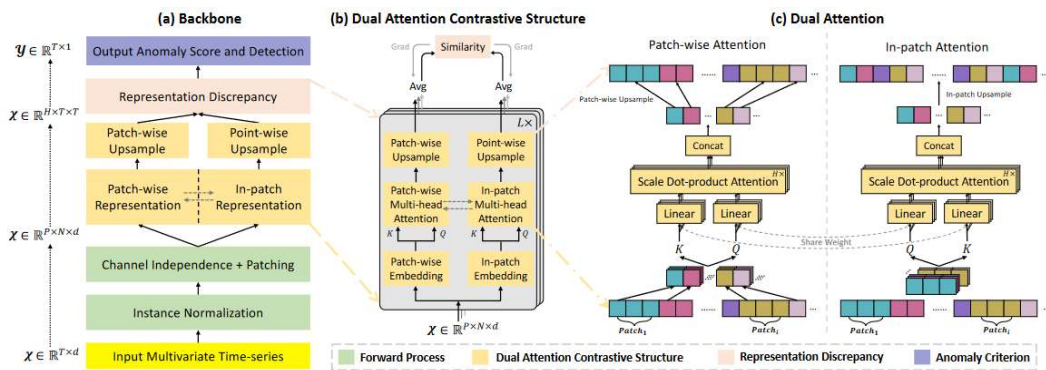 (a) Backbone
𝒴 ∈ ℝ^{T×1}
Output Anomaly Score and Detection
Representation Discrepancy
χ ∈ ℝ^{H×T×T}
Patch-wise Upsample
Point-wise Upsample
Patch-wise Representation
In-patch Representation
χ ∈ ℝ^{P×N×d}
Channel Independence + Patching
Instance Normalization
χ ∈ ℝ^{T×d}
Input Multivariate Time-series
(b) Dual Attention Contrastive Structure
Grad
Similarity
Grad
Avg
Avg
L×
Patch-wise Upsample
Point-wise Upsample
Patch-wise Multi-head Attention
In-patch Multi-head Attention
K
Q
K
Q
Patch-wise Embedding
In-patch Embedding
χ ∈ ℝ^{P×N×d}
(c) Dual Attention
Patch-wise Attention
......
...
Patch-wise Upsample
...
...
Concat
H×
Scale Dot-product Attention
Linear
Linear
K
Q
......
...
Patch₁
Patchᵢ
In-patch Attention
......
...
In-patch Upsample
...
...
Concat
H×
Scale Dot-product Attention
Linear
Linear
Share Weight
Q
K
......
...
Patch₁
Patchᵢ
Forward Process
Dual Attention Contrastive Structure
Representation Discrepancy
Anomaly Criterion